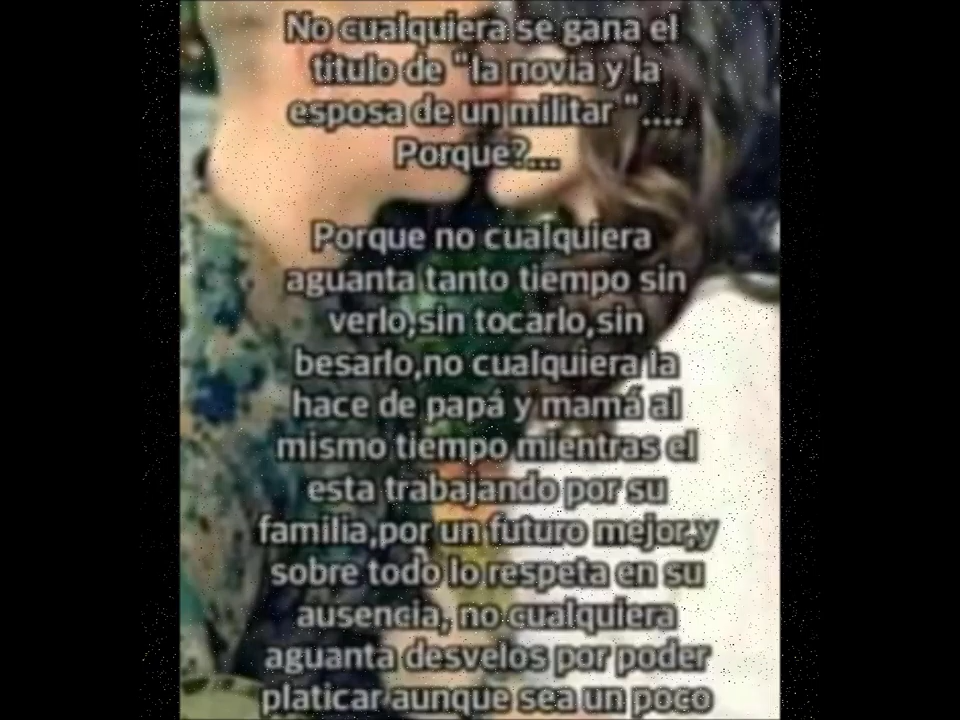 No cualquiera se gana el
titulo de "la novia y la
esposa de un militar "....
Porque?...
Porque no cualquiera
aguanta tanto tiempo sin
verlo,sin tocarlo,sin
besarlo,no cualquiera la
hace de papá y mamá al
mismo tiempo mientras el
esta trabajando por su
familia,por un futuro mejor,y
sobre todo lo respeta en su
ausencia, no cualquiera
aguanta desvelos por poder
platicar aunque sea un poco